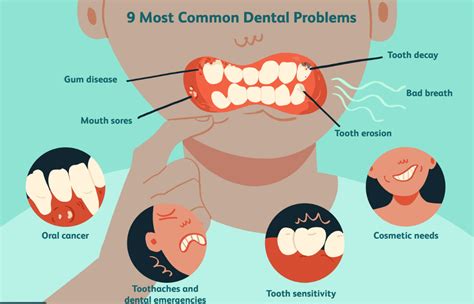 9 Most Common Dental Problems
Tooth decay
Gum disease
Bad breath
Mouth sores
Tooth erosion
Oral cancer
Cosmetic needs
Toothaches and
dental emergencies
Tooth sensitivity